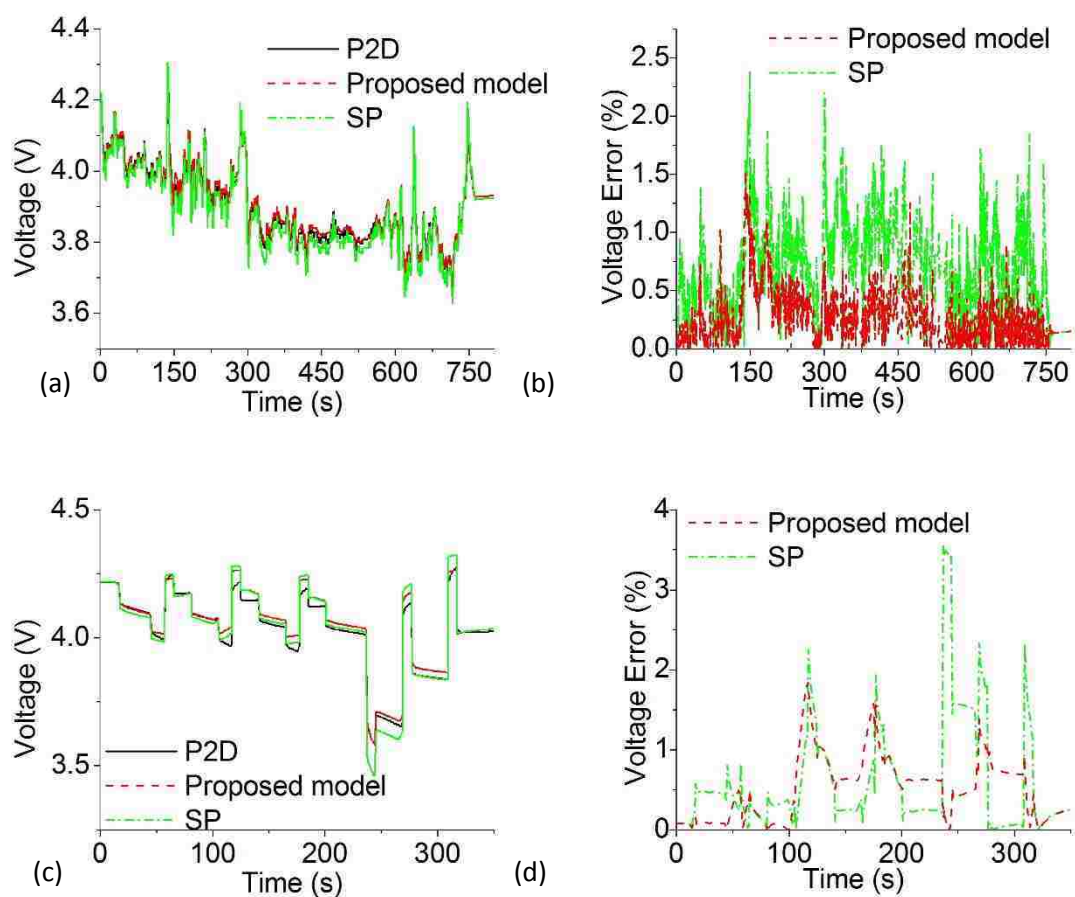 4.4
4.2
4.0
3.8
3.6
Voltage (V)
P2D
Proposed model
SP
0 150 300 450 600 750
Time (s)
(a)
2.5
2.0
1.5
1.0
0.5
0.0
Voltage Error (%)
Proposed model
SP
0 150 300 450 600 750
Time (s)
(b)
4.5
4.0
3.5
Voltage (V)
P2D
Proposed model
SP
0 100 200 300
Time (s)
(c)
4
3
2
1
0
Voltage Error (%)
Proposed model
SP
0 100 200 300
Time (s)
(d)